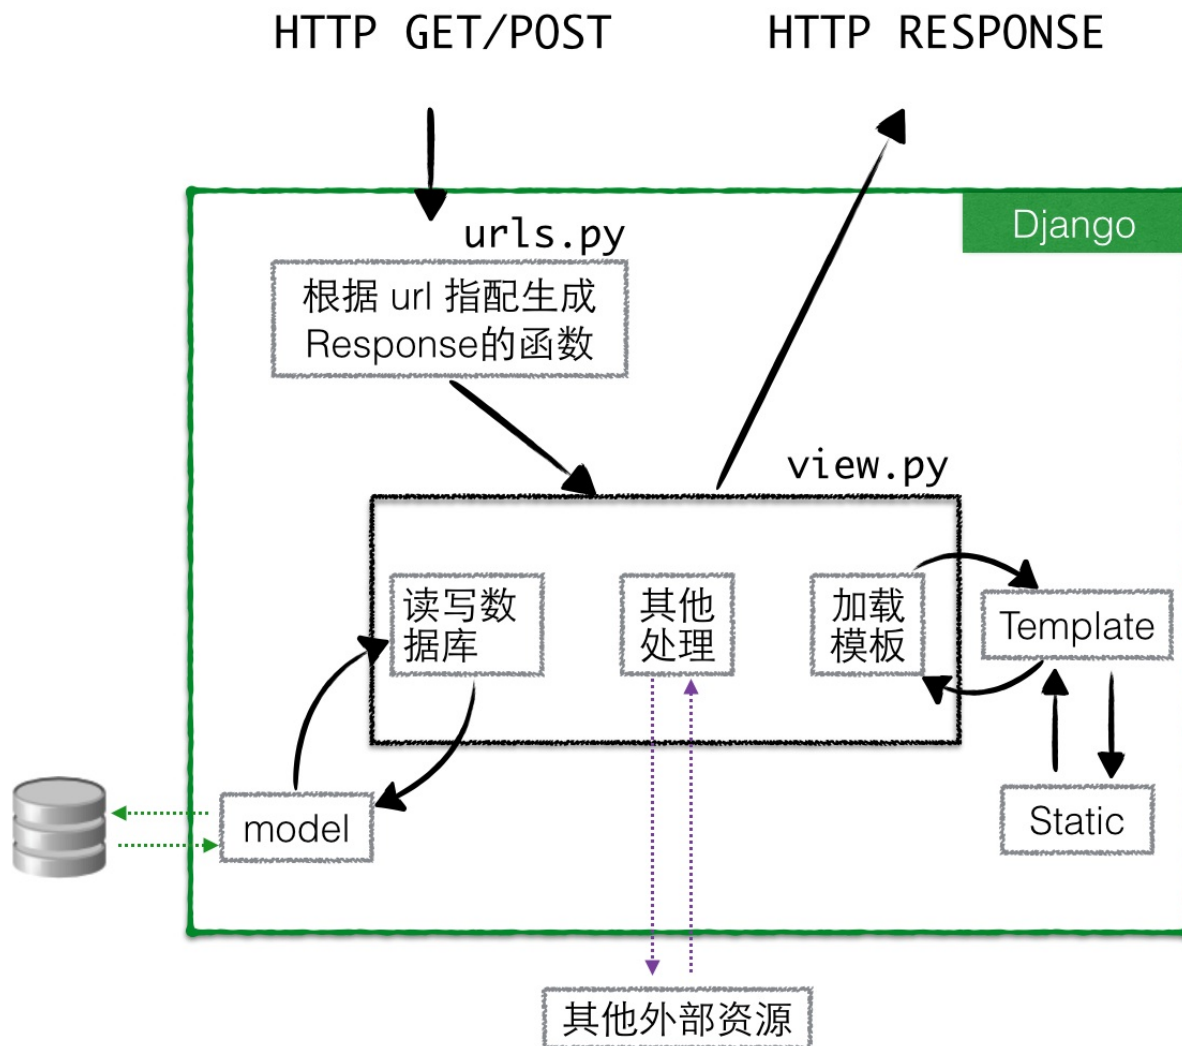 HTTP GET/POST
HTTP RESPONSE
Django
urls.py
根据 url 指配生成
Response的函数
view.py
读写数
据库
其他
处理
加载
模板
Template
model
Static
其他外部资源